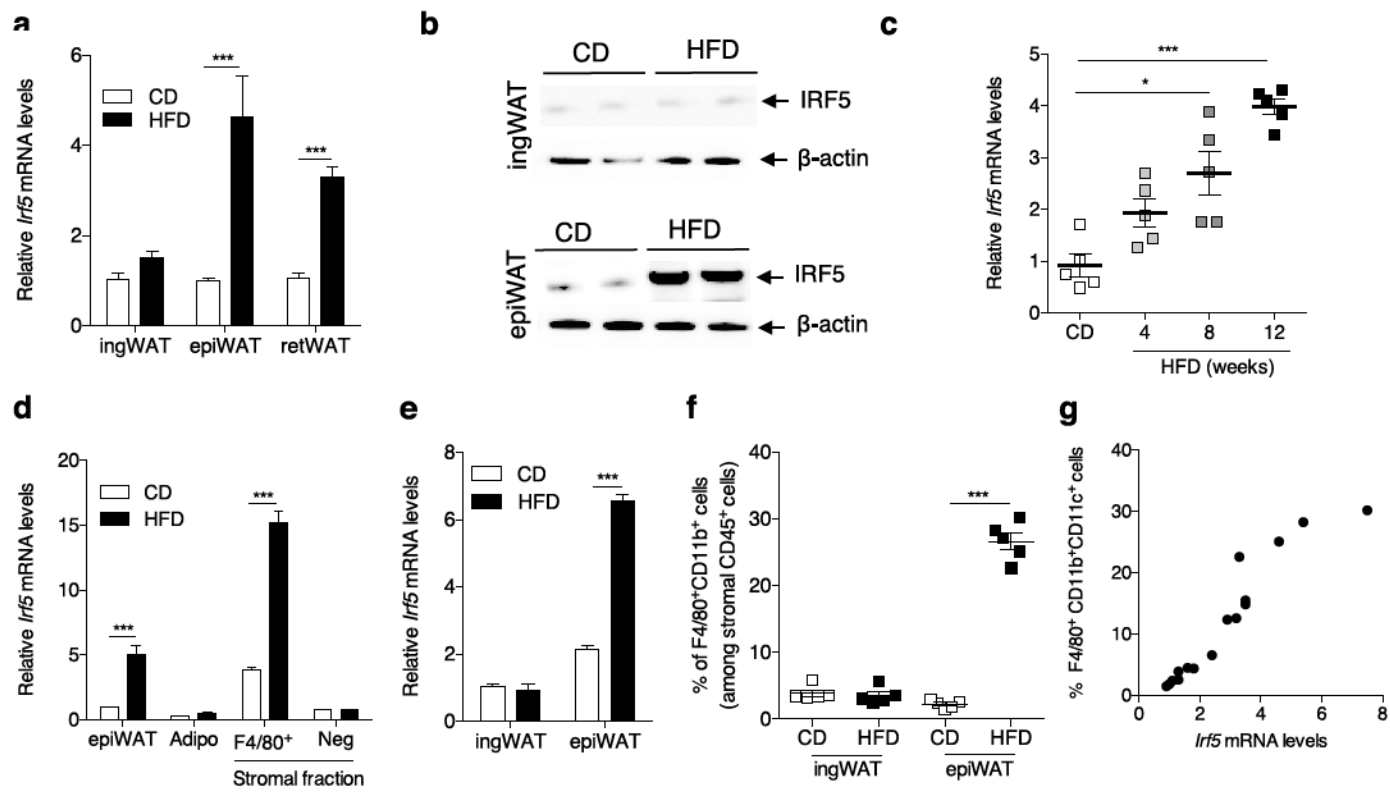 a
6
4
2
0
Relative Irf5 mRNA levels
CD
HFD
***
***
ingWAT epiWAT retWAT
b
CD HFD
ingWAT
IRF5
β-actin
CD HFD
epiWAT
IRF5
β-actin
c
5
4
3
2
1
0
Relative Irf5 mRNA levels
***
*
CD 4 8 12
HFD (weeks)
d
20
15
10
5
0
Relative Irf5 mRNA levels
CD
HFD
***
***
epiWAT Adipo F4/80⁺ Neg
Stromal fraction
e
8
6
4
2
0
Relative Irf5 mRNA levels
CD
HFD
***
ingWAT epiWAT
f
40
30
20
10
0
% of F4/80⁺CD11b⁺ cells
(among stromal CD45⁺ cells)
***
CD HFD CD HFD
ingWAT epiWAT
g
40
30
20
10
0
% F4/80⁺ CD11b⁺CD11c⁺ cells
0 2 4 6 8
Irf5 mRNA levels